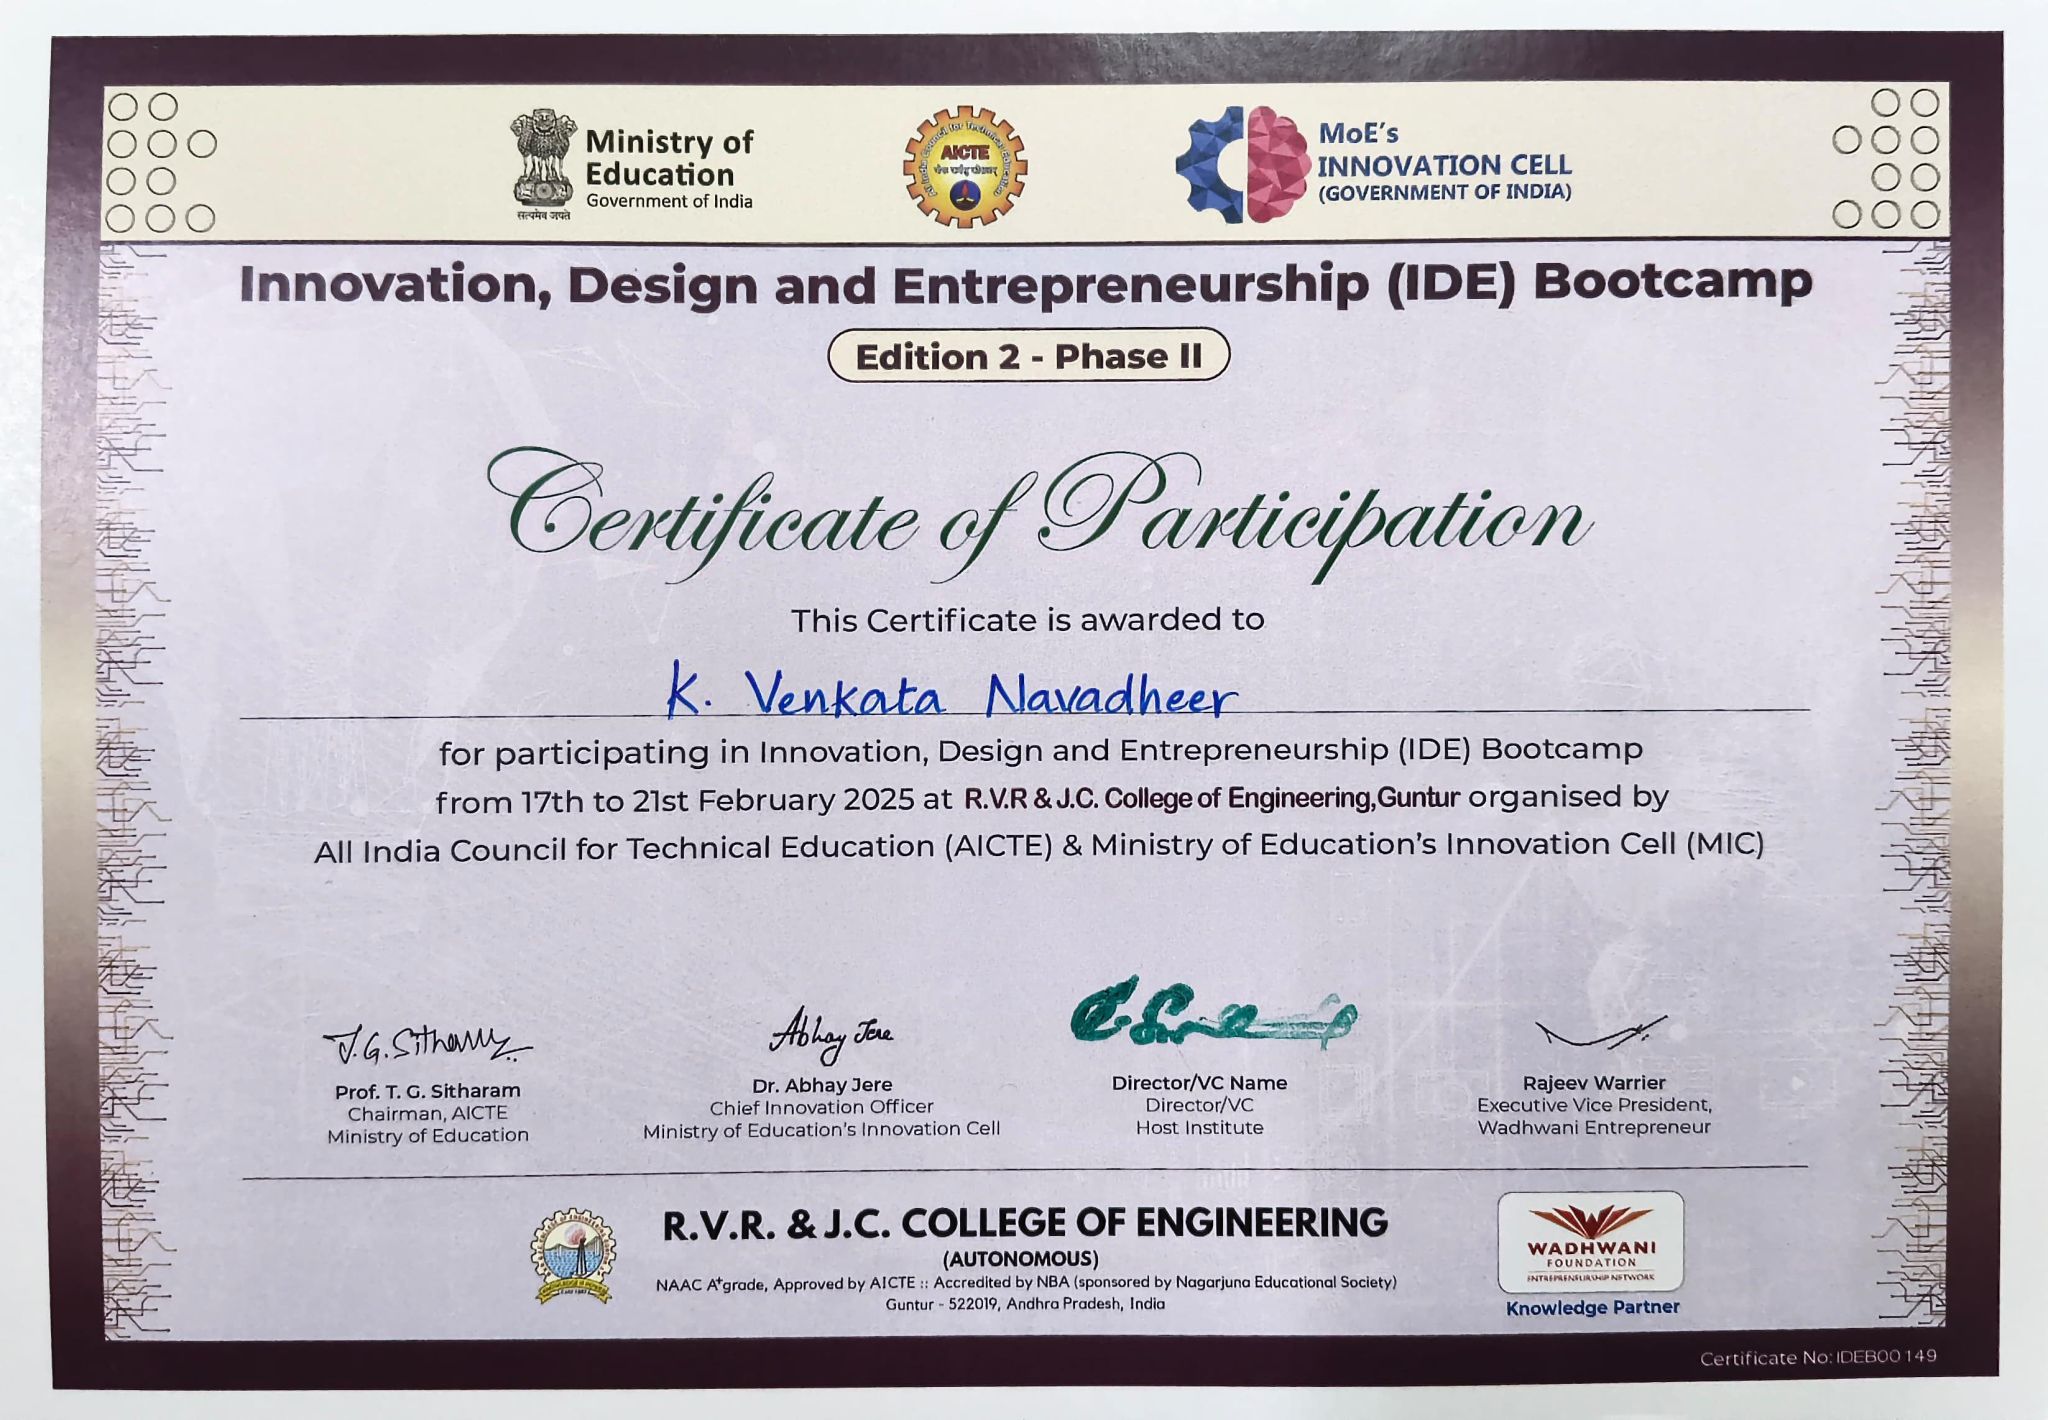 Ministry of
Education
Government of India
सत्यमेव जयते
All India Council for Technical Education
AICTE
MoE's
INNOVATION CELL
(GOVERNMENT OF INDIA)
Innovation, Design and Entrepreneurship (IDE) Bootcamp
Edition 2 - Phase II
Certificate of Participation
This Certificate is awarded to
K. Venkata Navadheer
for participating in Innovation, Design and Entrepreneurship (IDE) Bootcamp
from 17th to 21st February 2025 at R.V.R & J.C. College of Engineering,Guntur organised by
All India Council for Technical Education (AICTE) & Ministry of Education's Innovation Cell (MIC)
T.G.Sitharam
Abhay Jere
Prof. T. G. Sitharam
Chairman, AICTE
Ministry of Education
Dr. Abhay Jere
Chief Innovation Officer
Ministry of Education's Innovation Cell
Director/VC Name
Director/VC
Host Institute
Rajeev Warrier
Executive Vice President,
Wadhwani Entrepreneur
R.V.R. & J.C. COLLEGE OF ENGINEERING
(AUTONOMOUS)
NAAC A+grade, Approved by AICTE :: Accredited by NBA (sponsored by Nagarjuna Educational Society)
Guntur - 522019, Andhra Pradesh, India
WADHWANI
FOUNDATION
ENTREPRENEURSHIP NETWORK
Knowledge Partner
Certificate No: IDEB00149